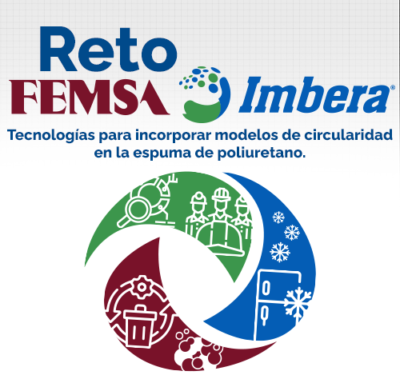 Reto
FEMSA Imbera®
Tecnologías para incorporar modelos de circularidad
en la espuma de poliuretano.